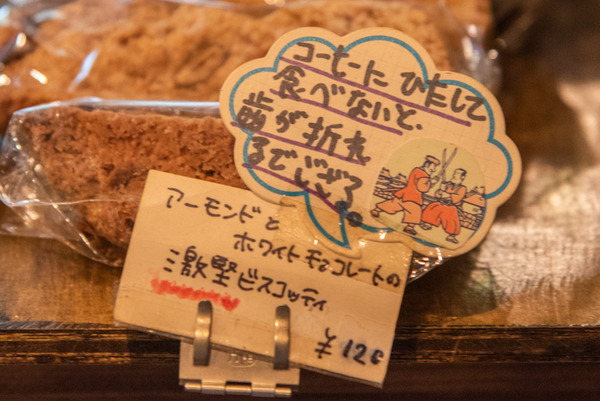 コーヒーに ひたして
食べないと、
歯が折れ
るでござる。
アーモンドと
ホワイトチョコレートの
激堅ビスコッティ
¥120